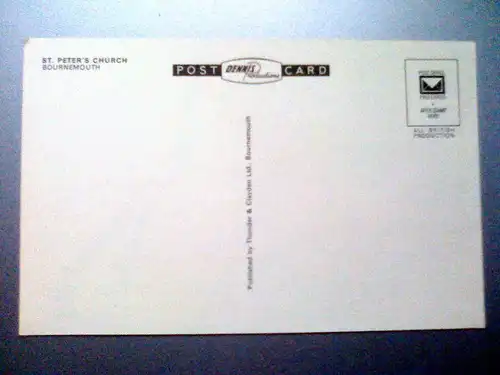 ST. PETER'S CHURCH
BOURNEMOUTH
POST DENNIS Productions CARD
ALL BRITISH
PRODUCTION
Published by Thunder & Clayden Ltd., Bournemouth